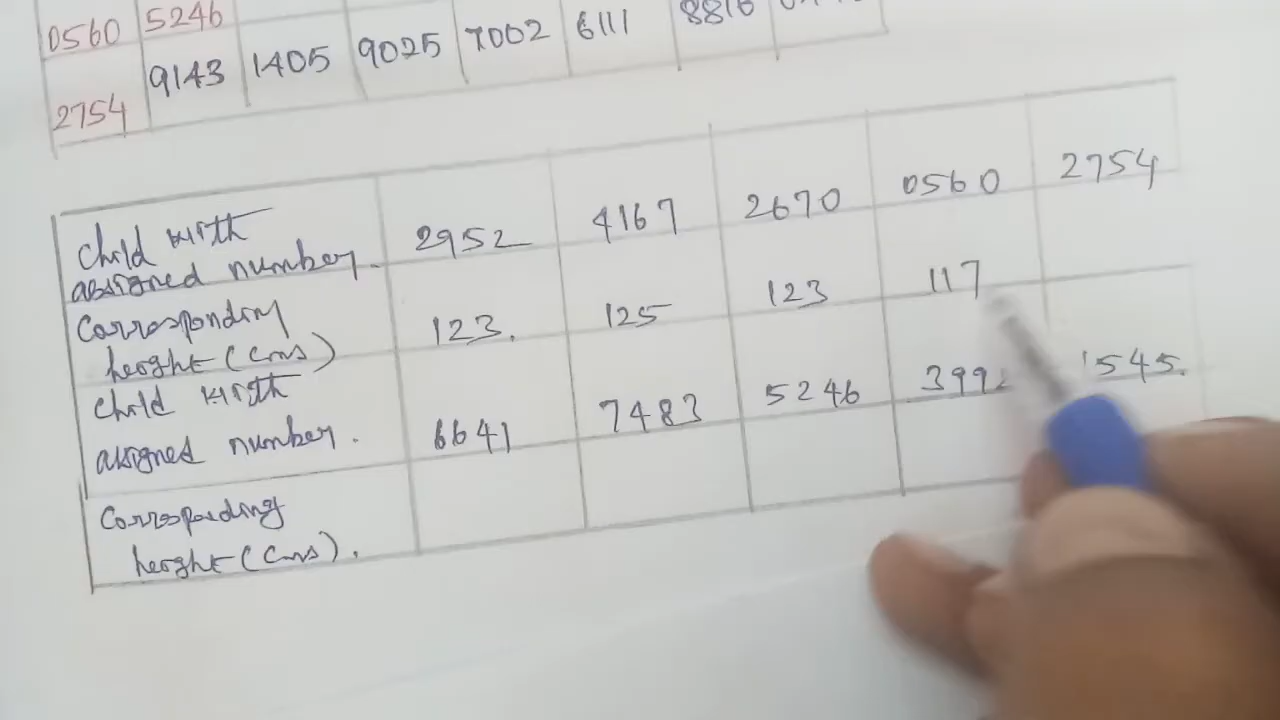 0560 5246
2754 9143 1405 9025 7002 6111 8816
Child with assigned number. 2952 4167 2670 0560 2754
Corresponding height (cms) 123. 125 123 117
Child with assigned number. 6641 7483 5246 399 1545.
Corresponding height (cms).